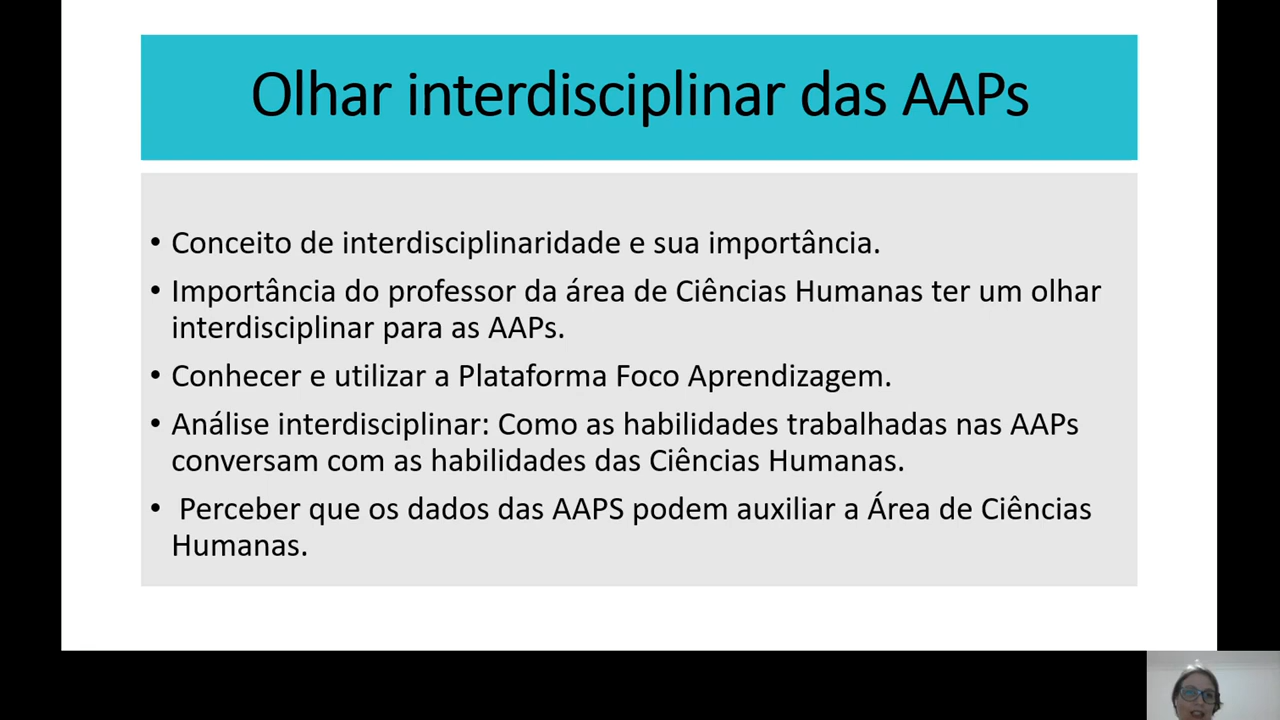 Olhar interdisciplinar das AAPs
• Conceito de interdisciplinaridade e sua importância.
• Importância do professor da área de Ciências Humanas ter um olhar
interdisciplinar para as AAPs.
• Conhecer e utilizar a Plataforma Foco Aprendizagem.
• Análise interdisciplinar: Como as habilidades trabalhadas nas AAPs
conversam com as habilidades das Ciências Humanas.
• Perceber que os dados das AAPS podem auxiliar a Área de Ciências
Humanas.